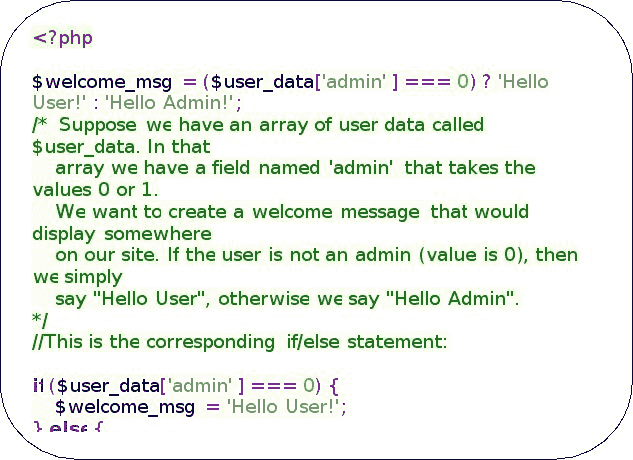 <?php
$welcome_msg = ($user_data['admin'] === 0) ? 'Hello
User!' : 'Hello Admin!';
/* Suppose we have an array of user data called
$user_data. In that
array we have a field named 'admin' that takes the
values 0 or 1.
We want to create a welcome message that would
display somewhere
on our site. If the user is not an admin (value is 0), then
we simply
say "Hello User", otherwise we say "Hello Admin".
*/
//This is the corresponding if/else statement:
if ($user_data['admin'] === 0) {
$welcome_msg = 'Hello User!';
} else {